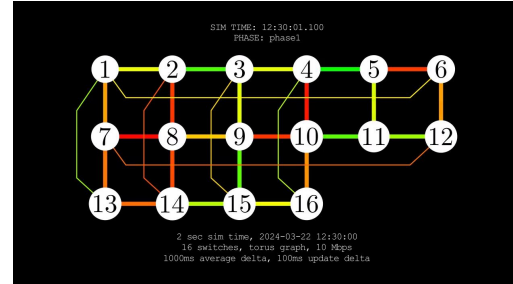 SIM TIME: 12:30:01.100
PHASE: phase1
1 2 3 4 5 6
7 8 9 10 11 12
13 14 15 16
2 sec sim time, 2024-03-22 12:30:00
16 switches, torus graph, 10 Mbps
1000ms average delta, 100ms update delta